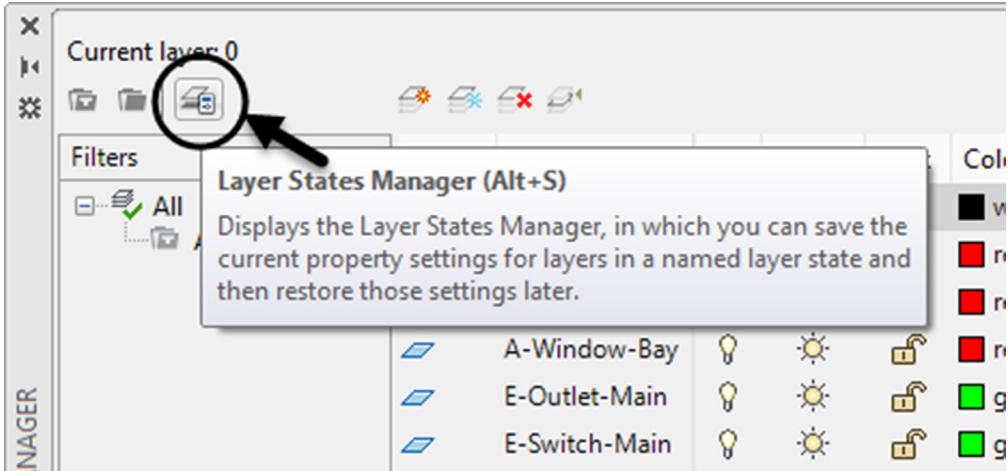 Current layer: 0
Filters
All
Layer States Manager (Alt+S)
Displays the Layer States Manager, in which you can save the
current property settings for layers in a named layer state and
then restore those settings later.
A-Window-Bay
E-Outlet-Main
E-Switch-Main